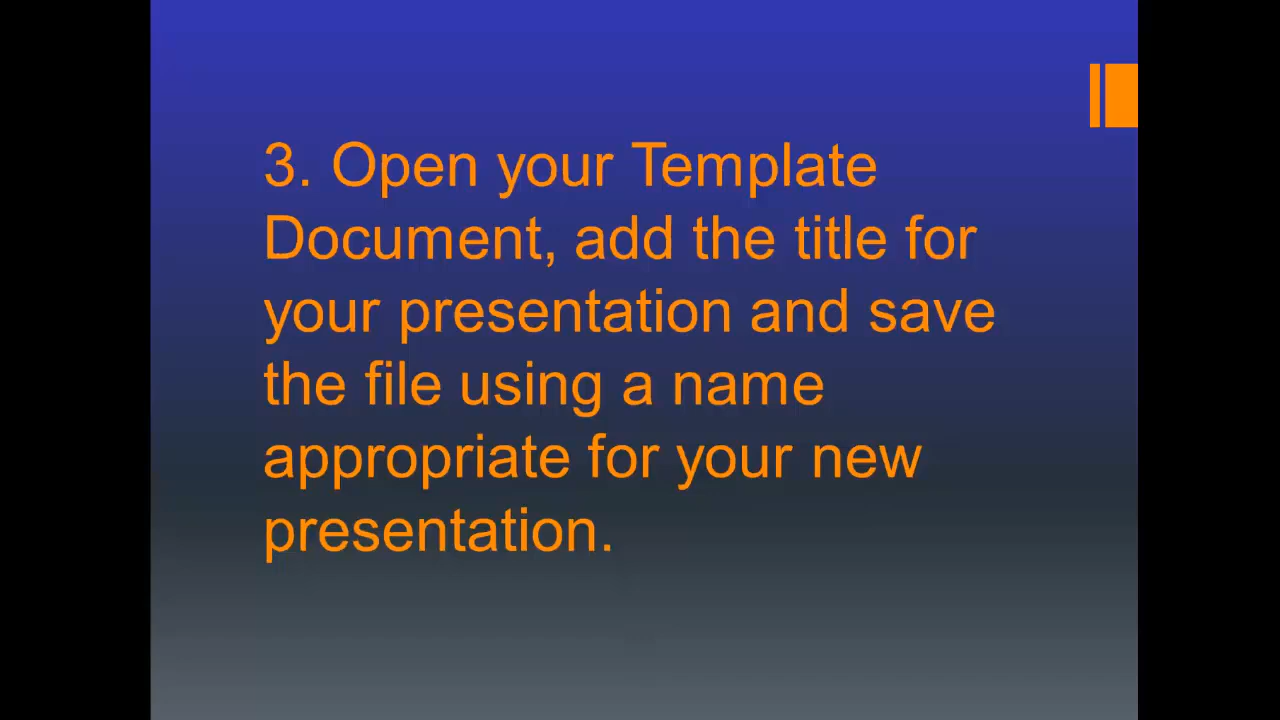 3. Open your Template
Document, add the title for
your presentation and save
the file using a name
appropriate for your new
presentation.